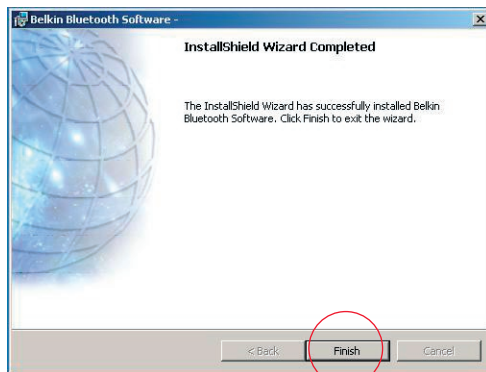 Belkin Bluetooth Software -
InstallShield Wizard Completed
The InstallShield Wizard has successfully installed Belkin
Bluetooth Software. Click Finish to exit the wizard.
< Back
Finish
Cancel